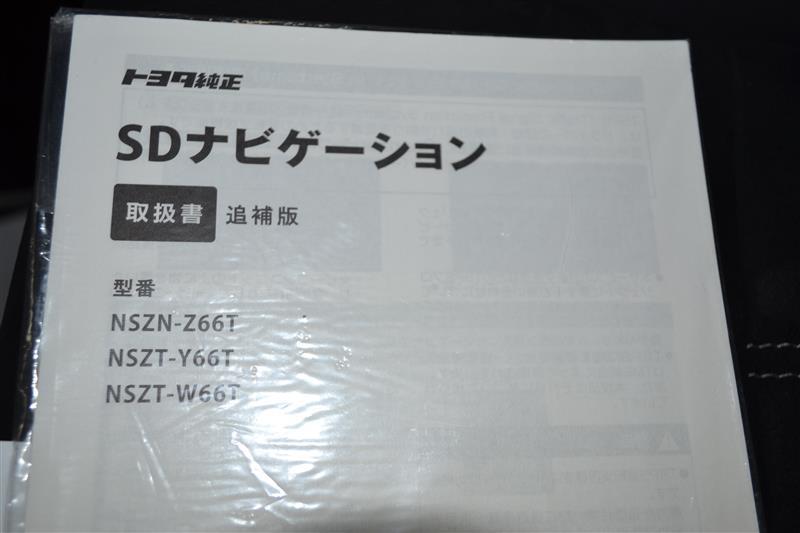 トヨタ純正
SDナビゲーション
取扱書 追補版
型番
NSZN-Z66T
NSZT-Y66T
NSZT-W66T